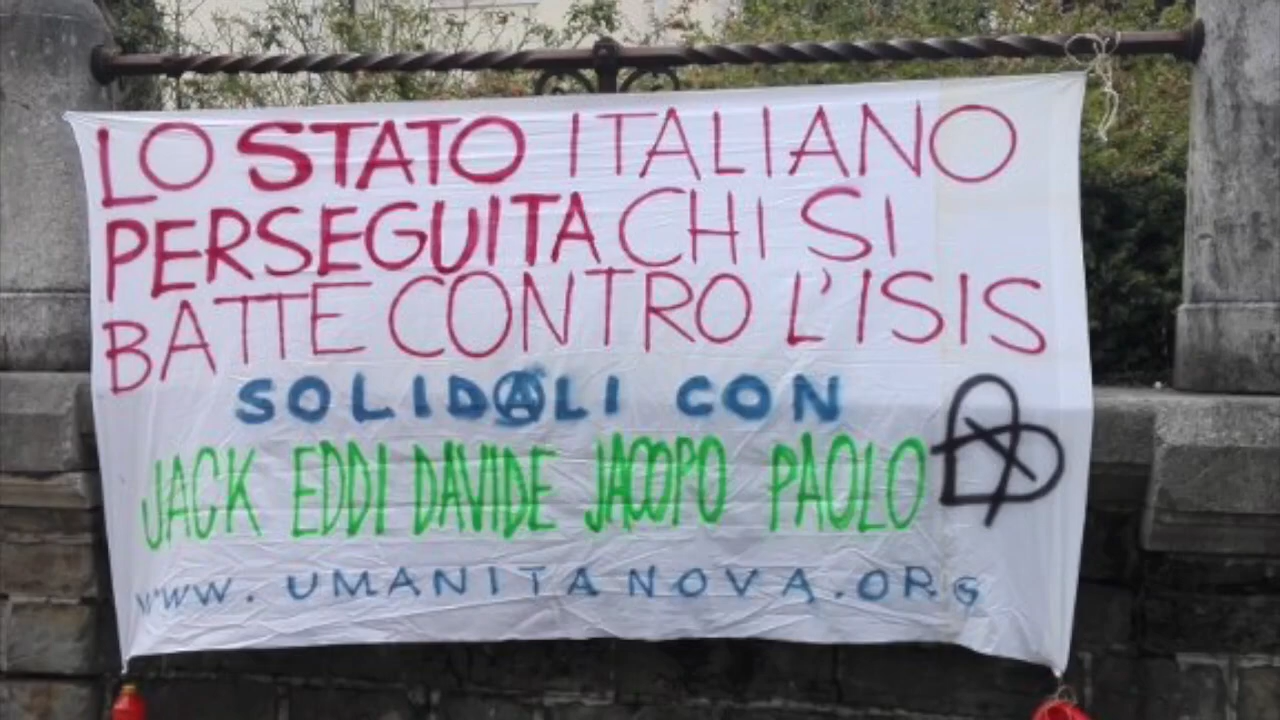 LO STATO ITALIANO
PERSEGUITA CHI SI
BATTE CONTRO L'ISIS
SOLIDALI CON
JACK EDDI DAVIDE JACOPO PAOLO
WWW.UMANITANOVA.ORG